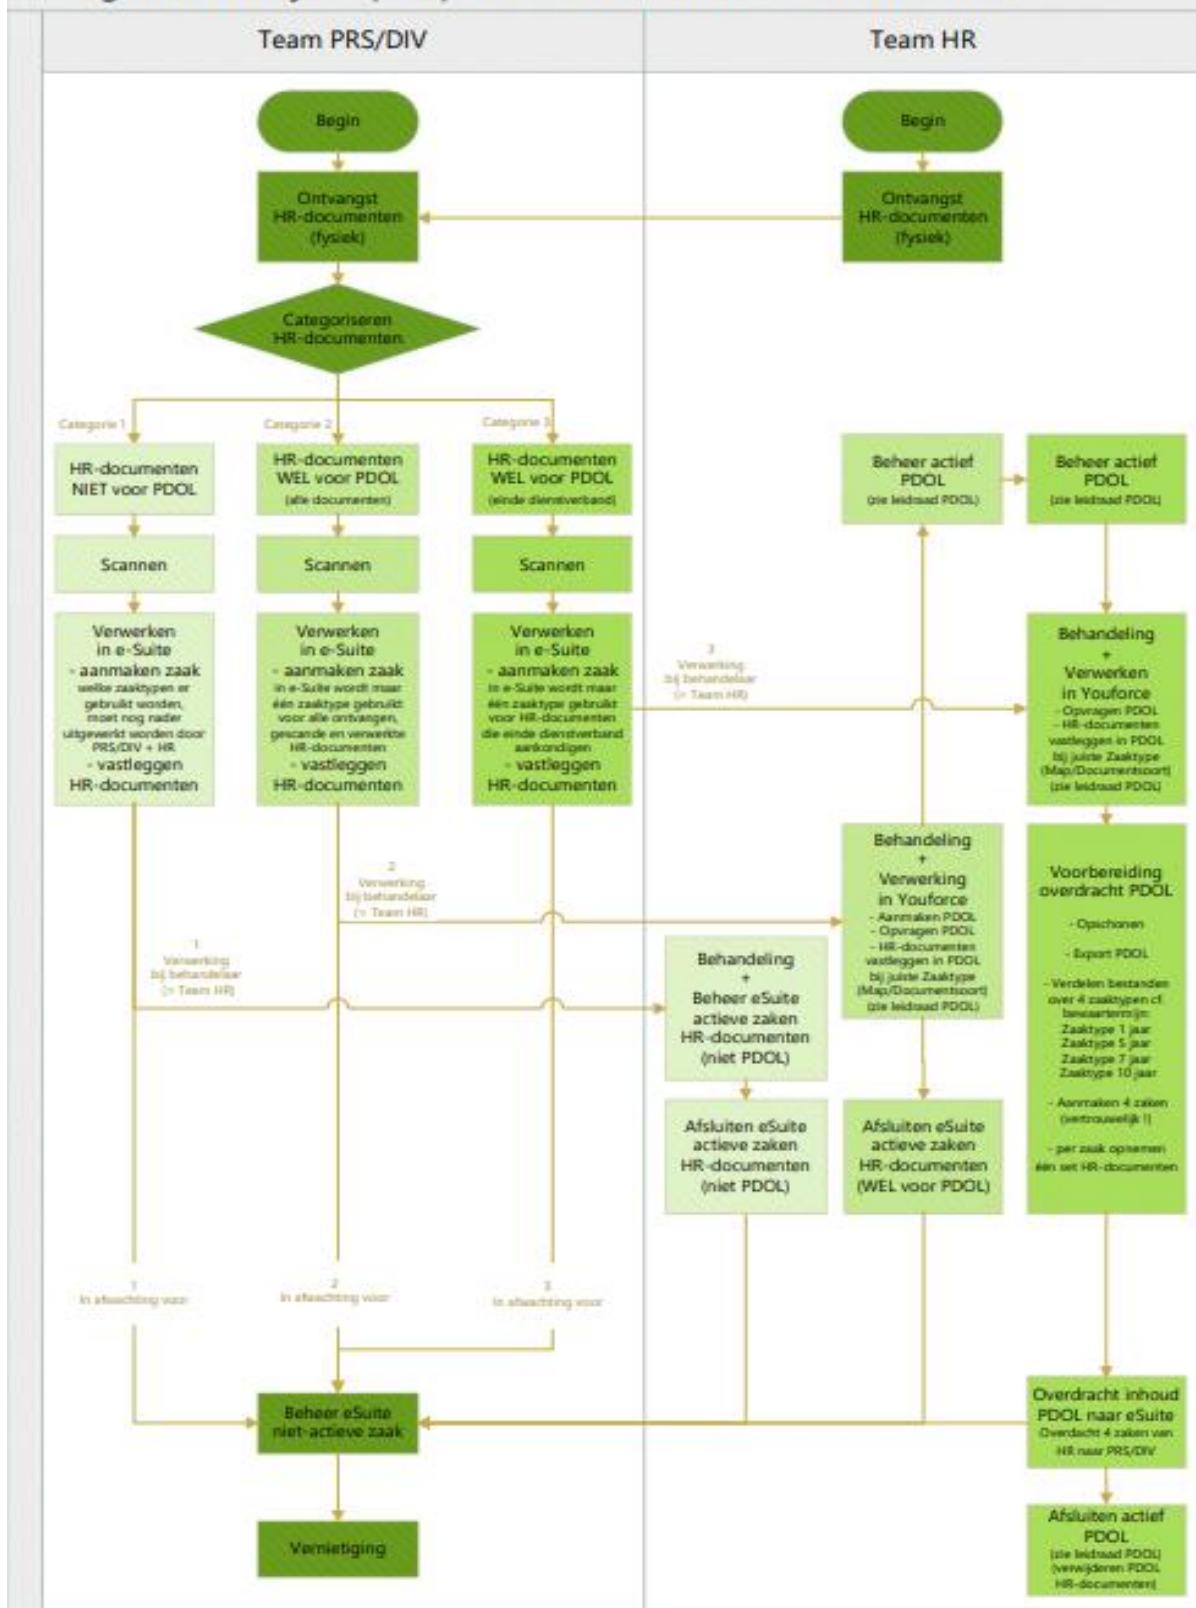 Team PRS/DIV
Team HR
Begin
Begin
Ontvangst
HR-documenten
(fysiek)
Ontvangst
HR-documenten
(fysiek)
Categoriseren
HR-documenten
Categorie 1
Categorie 2
Categorie 3
HR-documenten
NIET voor PDOL
HR-documenten
WEL voor PDOL
(alle documenten)
HR-documenten
WEL voor PDOL
(einde dienstverband)
Beheer actief
PDOL
(zie leidraad PDOL)
Beheer actief
PDOL
(zie leidraad PDOL)
Scannen
Scannen
Scannen
Verwerken
in e-Suite
- aanmaken zaak
welke zaaktypen er
gebruikt worden,
moet nog nader
uitgewerkt worden door
PRS/DIV + HR
- vastleggen
HR-documenten
Verwerken
in e-Suite
- aanmaken zaak
in e-Suite wordt maar
één zaaktype gebruikt
voor alle ontvangen,
gescande en verwerkte
HR-documenten
- vastleggen
HR-documenten
Verwerken
in e-Suite
- aanmaken zaak
in e-Suite wordt maar
één zaaktype gebruikt
voor HR-documenten
die einde dienstverband
aankondigen
- vastleggen
HR-documenten
3
Verwerking
bij behandelaar
(= Team HR)
Behandeling
+
Verwerken
in Youforce
- Opvragen PDOL
- HR-documenten
vastleggen in PDOL
bij juiste Zaaktype
(Map/Documentsoort)
(zie leidraad PDOL)
2
Verwerking
bij behandelaar
(= Team HR)
Behandeling
+
Verwerking
in Youforce
- Aanmaken PDOL
- Opvragen PDOL
- HR-documenten
vastleggen in PDOL
bij juiste Zaaktype
(Map/Documentsoort)
(zie leidraad PDOL)
Voorbereiding
overdracht PDOL
- Opschonen
- Export PDOL
- Verdelen bestanden
over 4 zaaktypen cf.
bewaartermijn:
Zaaktype 1 jaar
Zaaktype 5 jaar
Zaaktype 7 jaar
Zaaktype 10 jaar
- Aanmaken 4 zaken
(vertrouwelijk !)
- per zaak opnemen
één set HR-documenten
1
Verwerking
bij behandelaar
(= Team HR)
Behandeling
+
Beheer eSuite
actieve zaken
HR-documenten
(niet PDOL)
Afsluiten eSuite
actieve zaken
HR-documenten
(niet PDOL)
Afsluiten eSuite
actieve zaken
HR-documenten
(WEL voor PDOL)
1
In afwachting voor
2
In afwachting voor
3
In afwachting voor
Beheer eSuite
niet-actieve zaak
Overdracht inhoud
PDOL naar eSuite
Overdacht 4 zaken van
HR naar PRS/DIV
Vernietiging
Afsluiten actief
PDOL
(zie leidraad PDOL)
(verwijderen PDOL
HR-documenten)